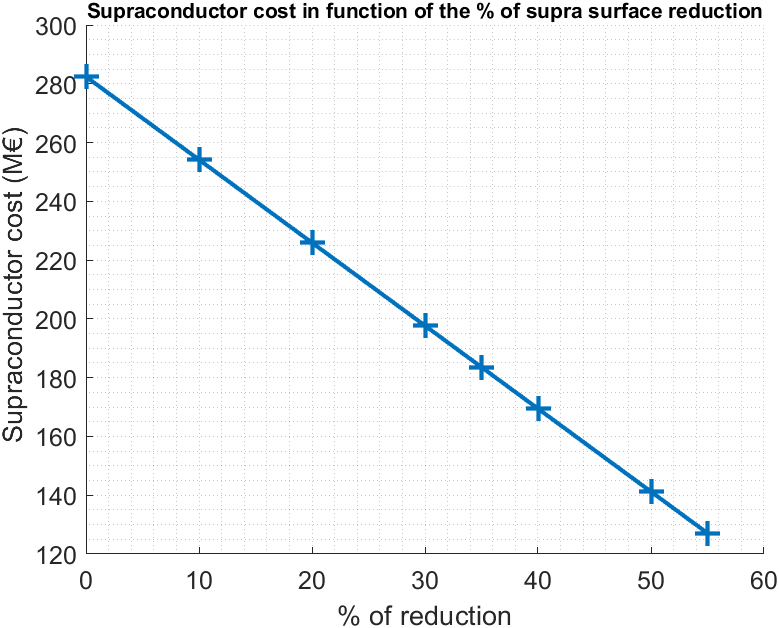 Supraconductor cost in function of the % of supra surface reduction
300
280
260
240
220
200
180
160
140
120
Supraconductor cost (M€)
0 10 20 30 40 50 60
% of reduction